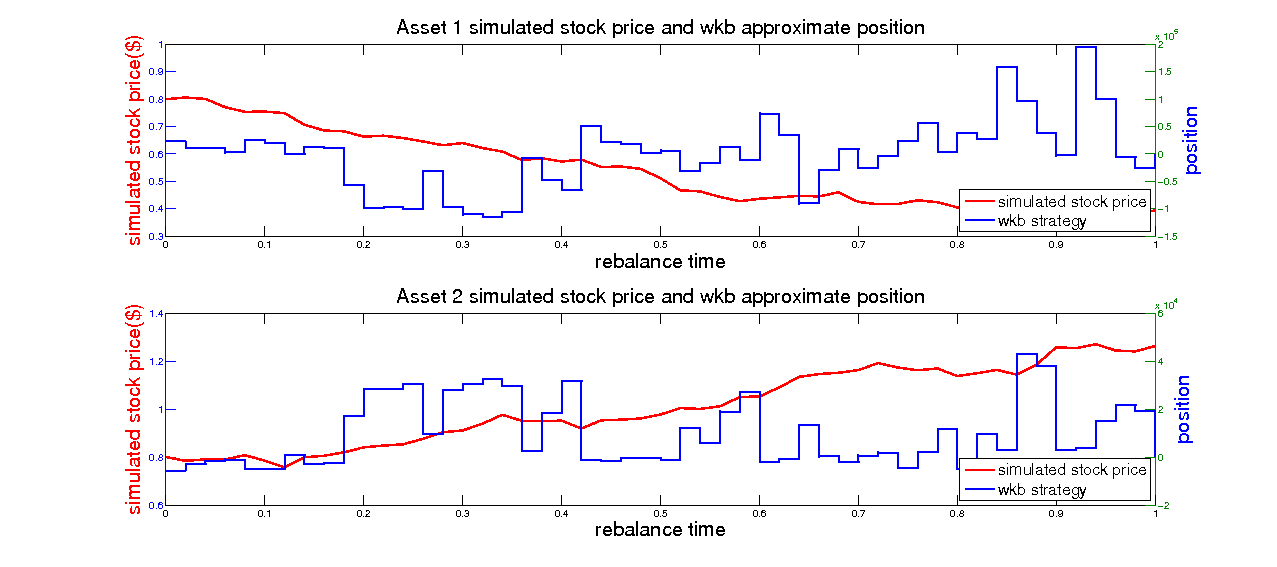 Asset 1 simulated stock price and wkb approximate position
x 10⁵
simulated stock price($)
1
0.9
0.8
0.7
0.6
0.5
0.4
0.3
2
1.5
1
0.5
0
−0.5
−1
−1.5
position
simulated stock price
wkb strategy
0 0.1 0.2 0.3 0.4 0.5 0.6 0.7 0.8 0.9 1
rebalance time
Asset 2 simulated stock price and wkb approximate position
x 10⁴
simulated stock price($)
1.4
1.2
1
0.8
0.6
6
4
2
0
−2
position
simulated stock price
wkb strategy
0 0.1 0.2 0.3 0.4 0.5 0.6 0.7 0.8 0.9 1
rebalance time